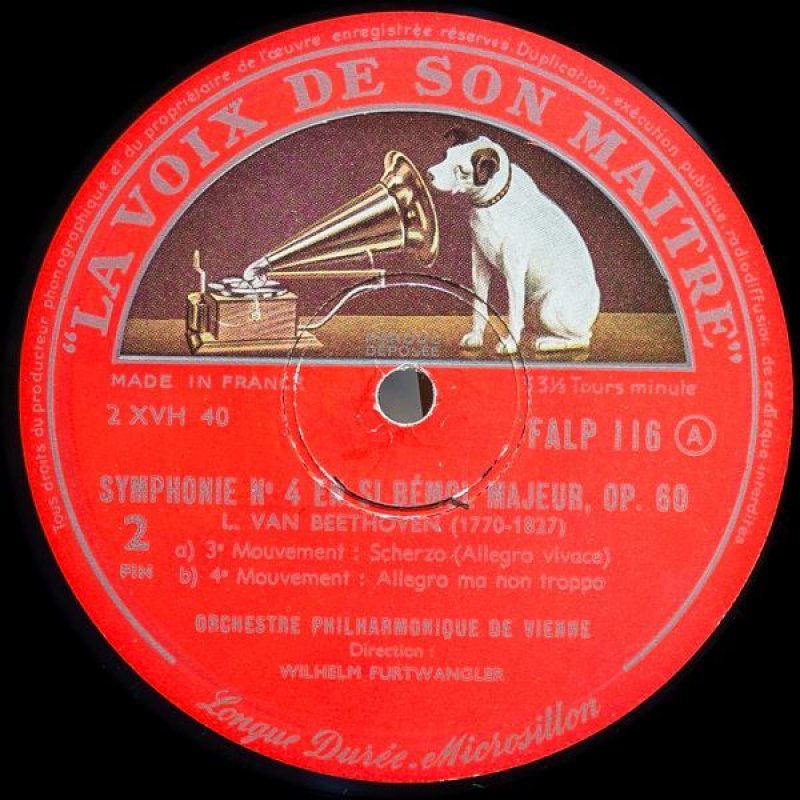 Tous droits du producteur phonographique et du propriétaire de l'œuvre enregistrée réservés. Duplication, exécution publique, radiodiffusion de ce disque interdites
"LA VOIX DE SON MAITRE"
DÉPOSÉE
MADE IN FRANCE
3⅓ Tours minute
2 XVH 40
FALP 116 A
SYMPHONIE N° 4 EN SI BÉMOL MAJEUR, OP. 60
L. VAN BEETHOVEN (1770-1827)
2
FIN
a) 3e Mouvement : Scherzo (Allegro vivace)
b) 4e Mouvement : Allegro ma non troppo
ORCHESTRE PHILHARMONIQUE DE VIENNE
Direction :
WILHELM FURTWANGLER
Longue Durée - Microsillon